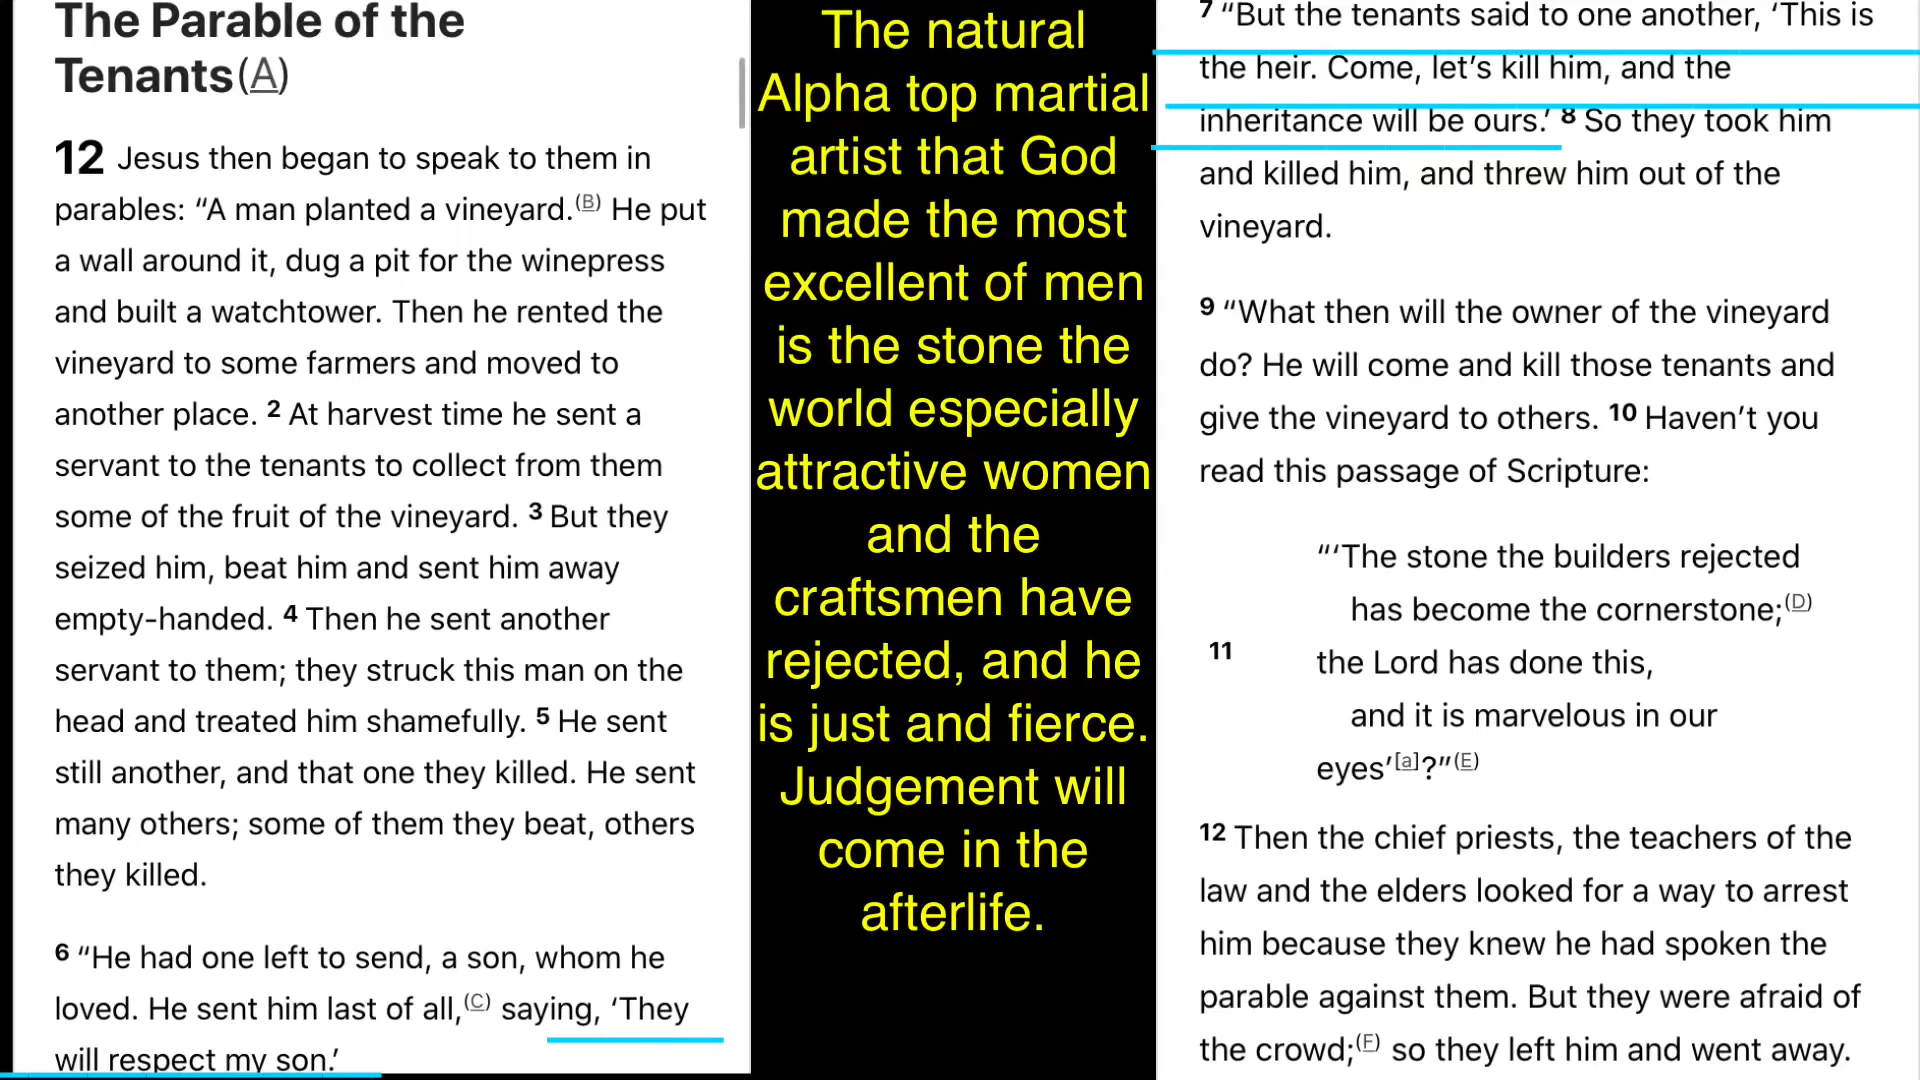 The Parable of the
Tenants(A)
12 Jesus then began to speak to them in
parables: “A man planted a vineyard.(B) He put
a wall around it, dug a pit for the winepress
and built a watchtower. Then he rented the
vineyard to some farmers and moved to
another place. 2 At harvest time he sent a
servant to the tenants to collect from them
some of the fruit of the vineyard. 3 But they
seized him, beat him and sent him away
empty-handed. 4 Then he sent another
servant to them; they struck this man on the
head and treated him shamefully. 5 He sent
still another, and that one they killed. He sent
many others; some of them they beat, others
they killed.
6 “He had one left to send, a son, whom he
loved. He sent him last of all,(C) saying, ‘They
will respect my son.’
The natural
Alpha top martial
artist that God
made the most
excellent of men
is the stone the
world especially
attractive women
and the
craftsmen have
rejected, and he
is just and fierce.
Judgement will
come in the
afterlife.
7 “But the tenants said to one another, ‘This is
the heir. Come, let’s kill him, and the
inheritance will be ours.’ 8 So they took him
and killed him, and threw him out of the
vineyard.
9 “What then will the owner of the vineyard
do? He will come and kill those tenants and
give the vineyard to others. 10 Haven’t you
read this passage of Scripture:
“‘The stone the builders rejected
has become the cornerstone;(D)
11 the Lord has done this,
and it is marvelous in our
eyes’[a]?”(E)
12 Then the chief priests, the teachers of the
law and the elders looked for a way to arrest
him because they knew he had spoken the
parable against them. But they were afraid of
the crowd;(F) so they left him and went away.